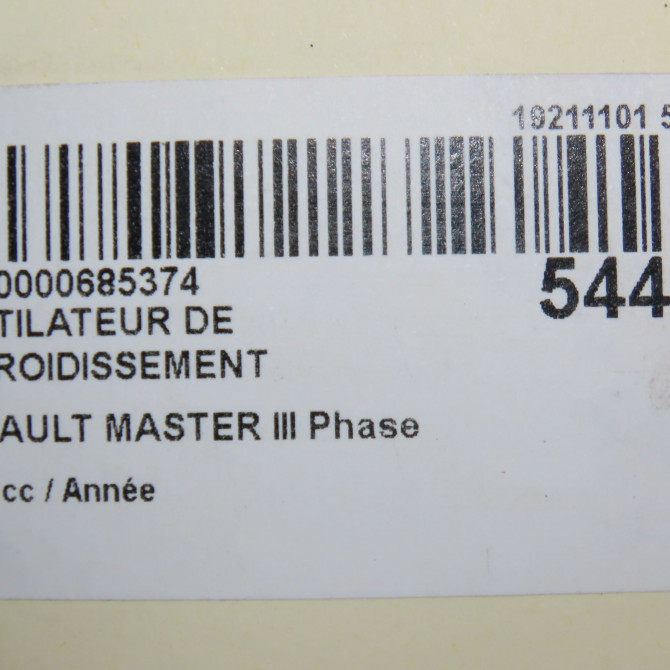 19211101 5
0000685374
544
TILATEUR DE
ROIDISSEMENT
AULT MASTER III Phase
cc / Année